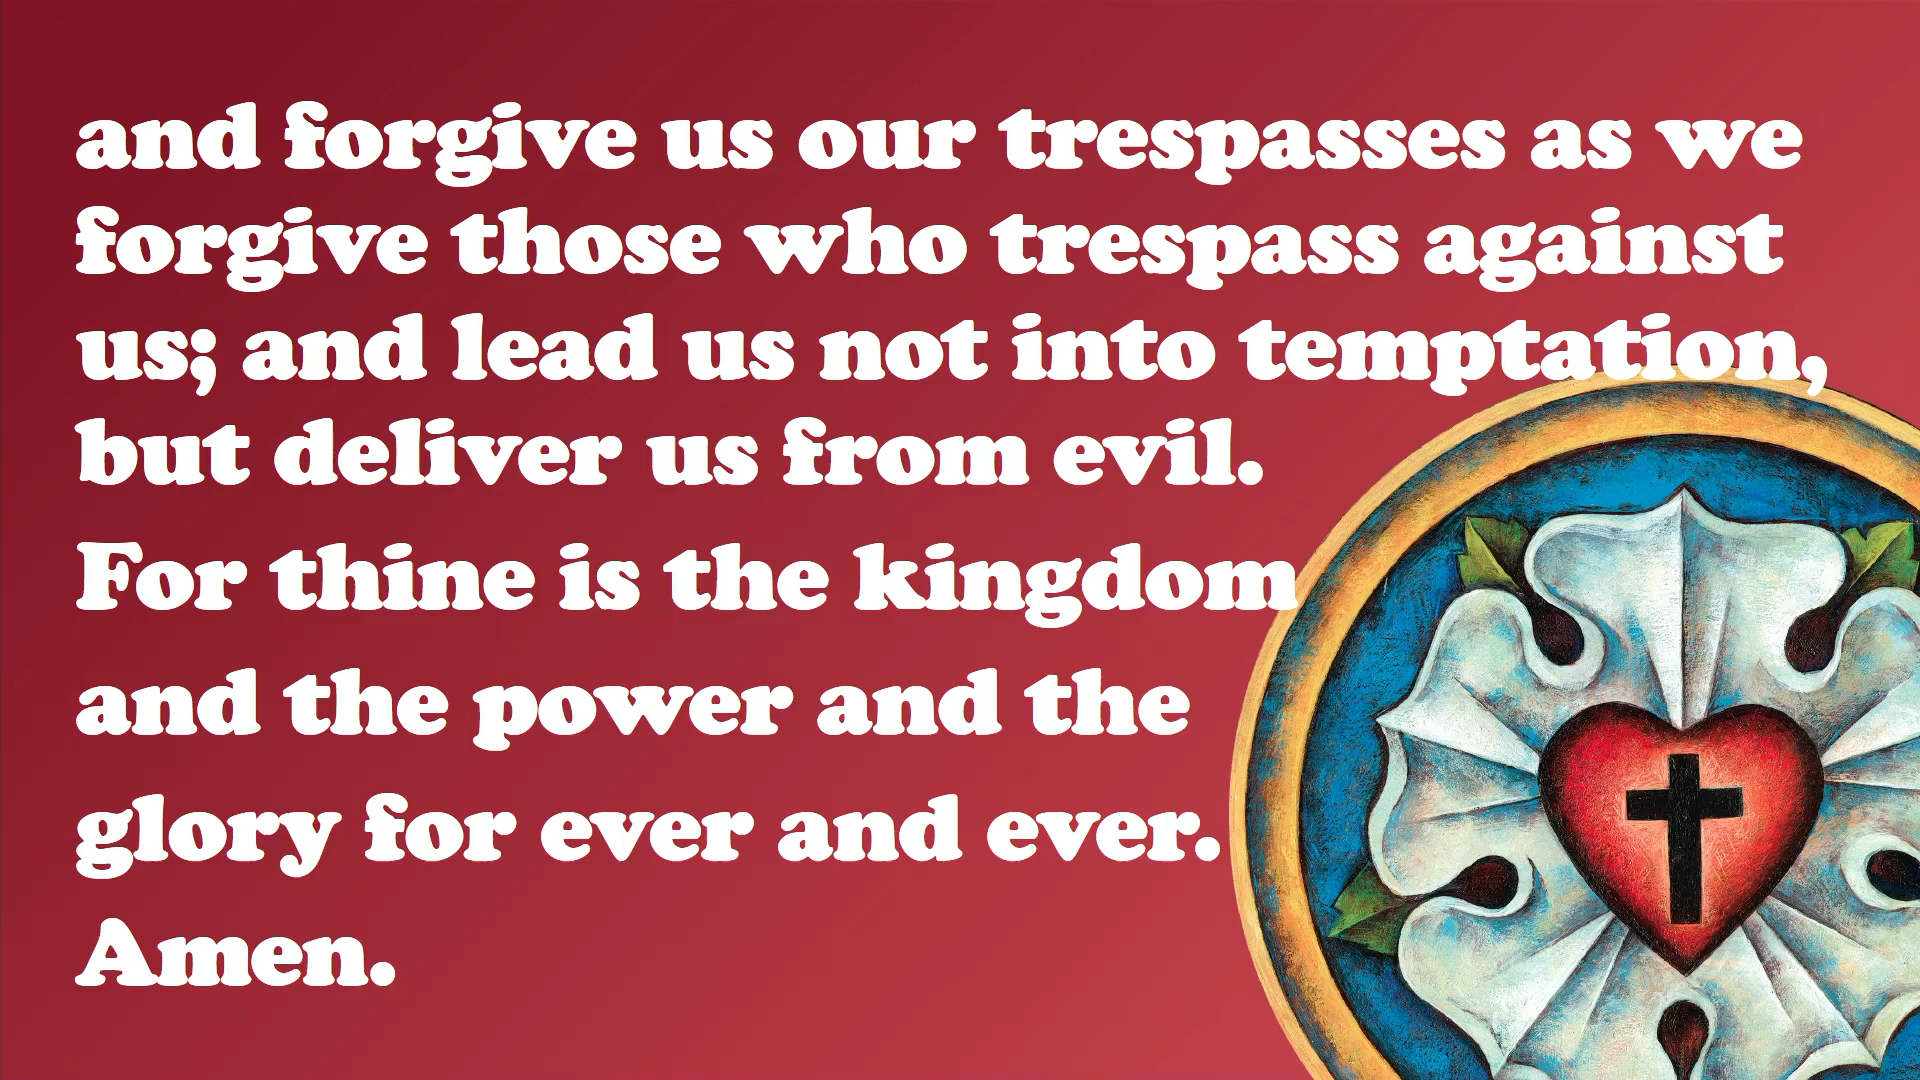 and forgive us our trespasses as we
forgive those who trespass against
us; and lead us not into temptation,
but deliver us from evil.
For thine is the kingdom
and the power and the
glory for ever and ever.
Amen.